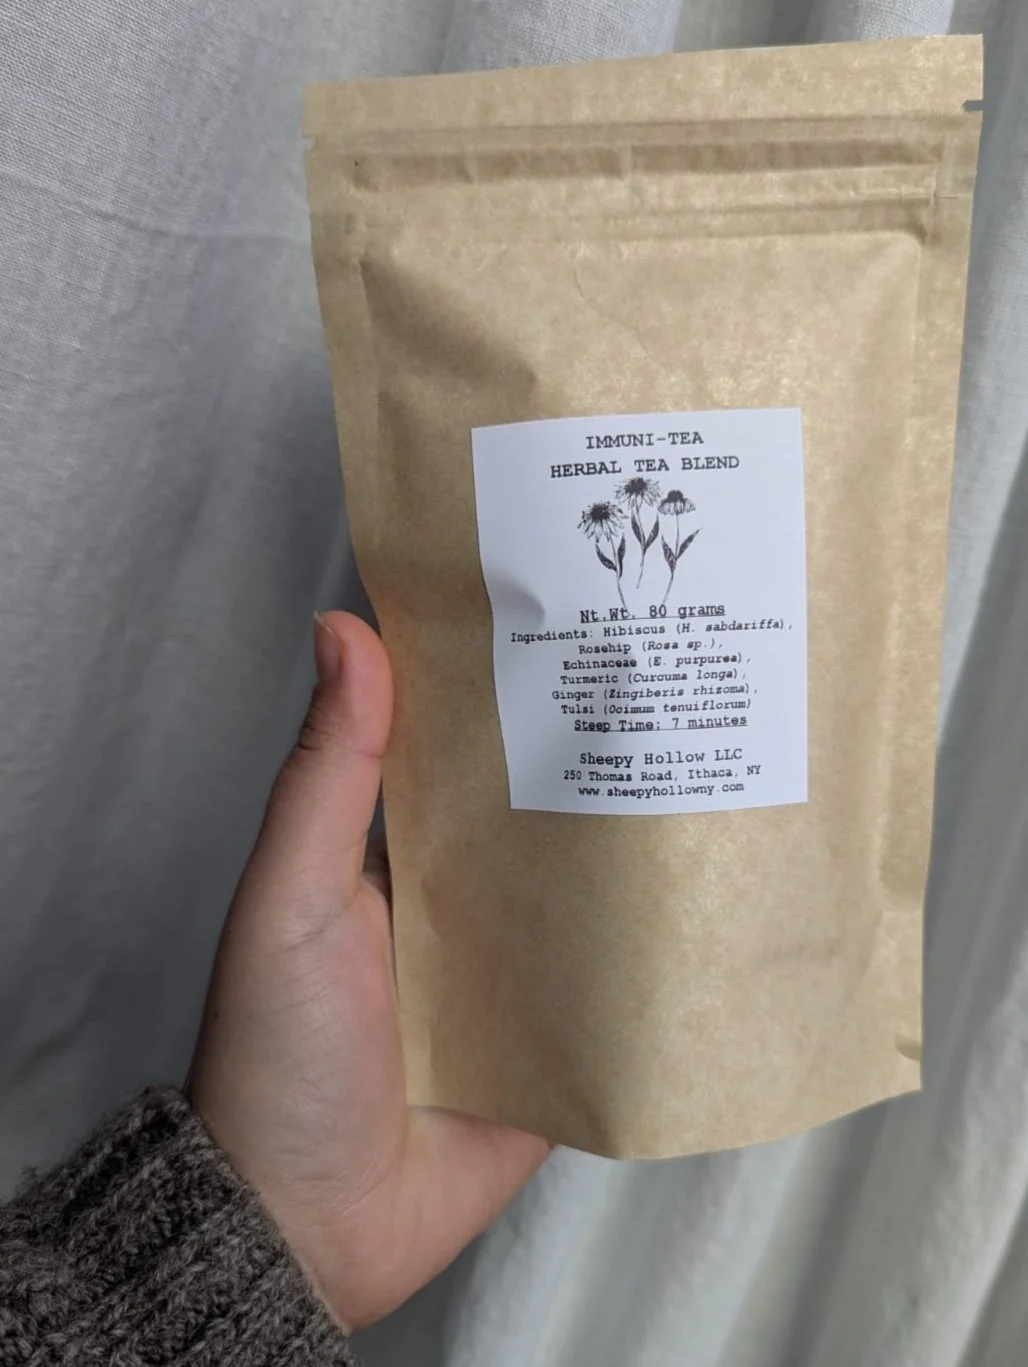 IMMUNI-TEA
HERBAL TEA BLEND
Nt.Wt. 80 grams
Ingredients: Hibiscus (H. sabdariffa),
Rosehip (Rosa sp.),
Echinaceae (E. purpurea),
Turmeric (Curcuma longa),
Ginger (Zingiberis rhizoma),
Tulsi (Ocimum tenuiflorum)
Steep Time: 7 minutes
Sheepy Hollow LLC
250 Thomas Road, Ithaca, NY
www.sheepyhollowny.com